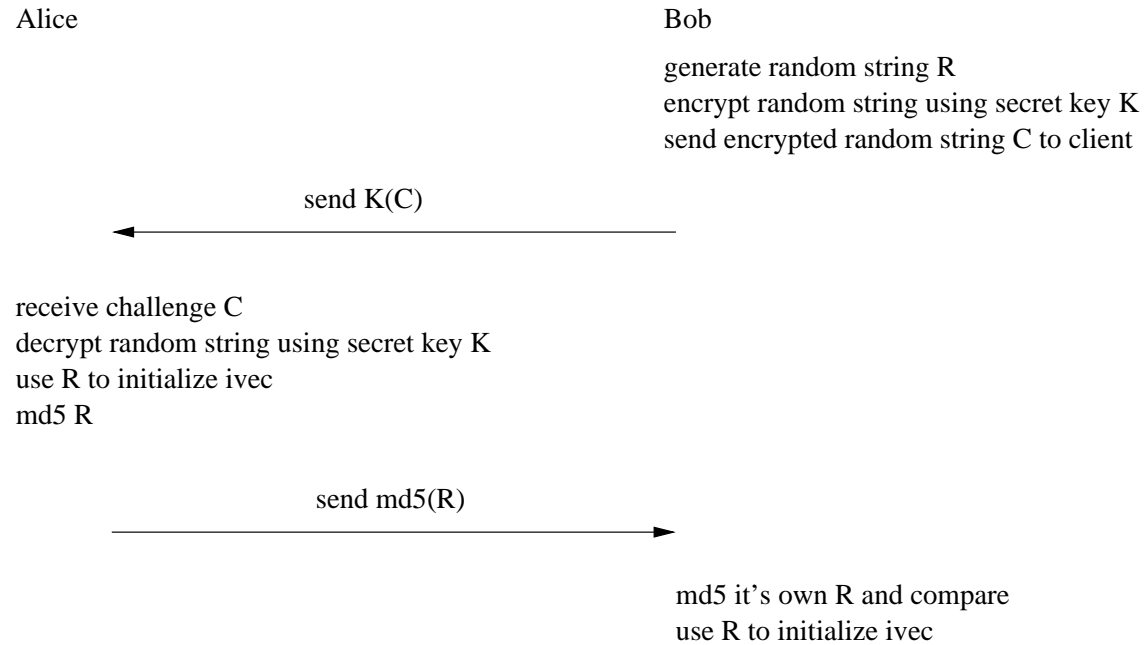 Alice
Bob
generate random string R
encrypt random string using secret key K
send encrypted random string C to client
send K(C)
receive challenge C
decrypt random string using secret key K
use R to initialize ivec
md5 R
send md5(R)
md5 it's own R and compare
use R to initialize ivec